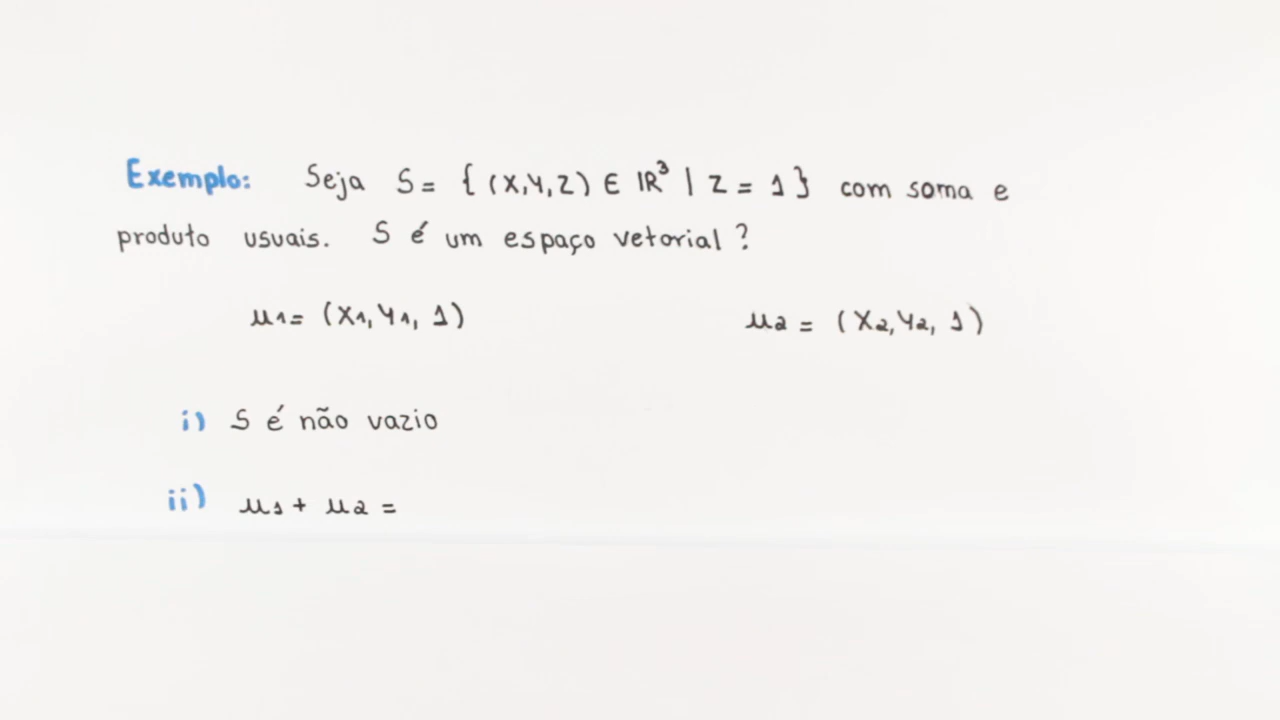 Exemplo: Seja S = { (X,Y,Z) ∈ ℝ³ | Z = 1 } com soma e
produto usuais. S é um espaço vetorial ?
u₁ = (X₁, Y₁, 1) u₂ = (X₂, Y₂, 1)
i) S é não vazio
ii) u₁ + u₂ =